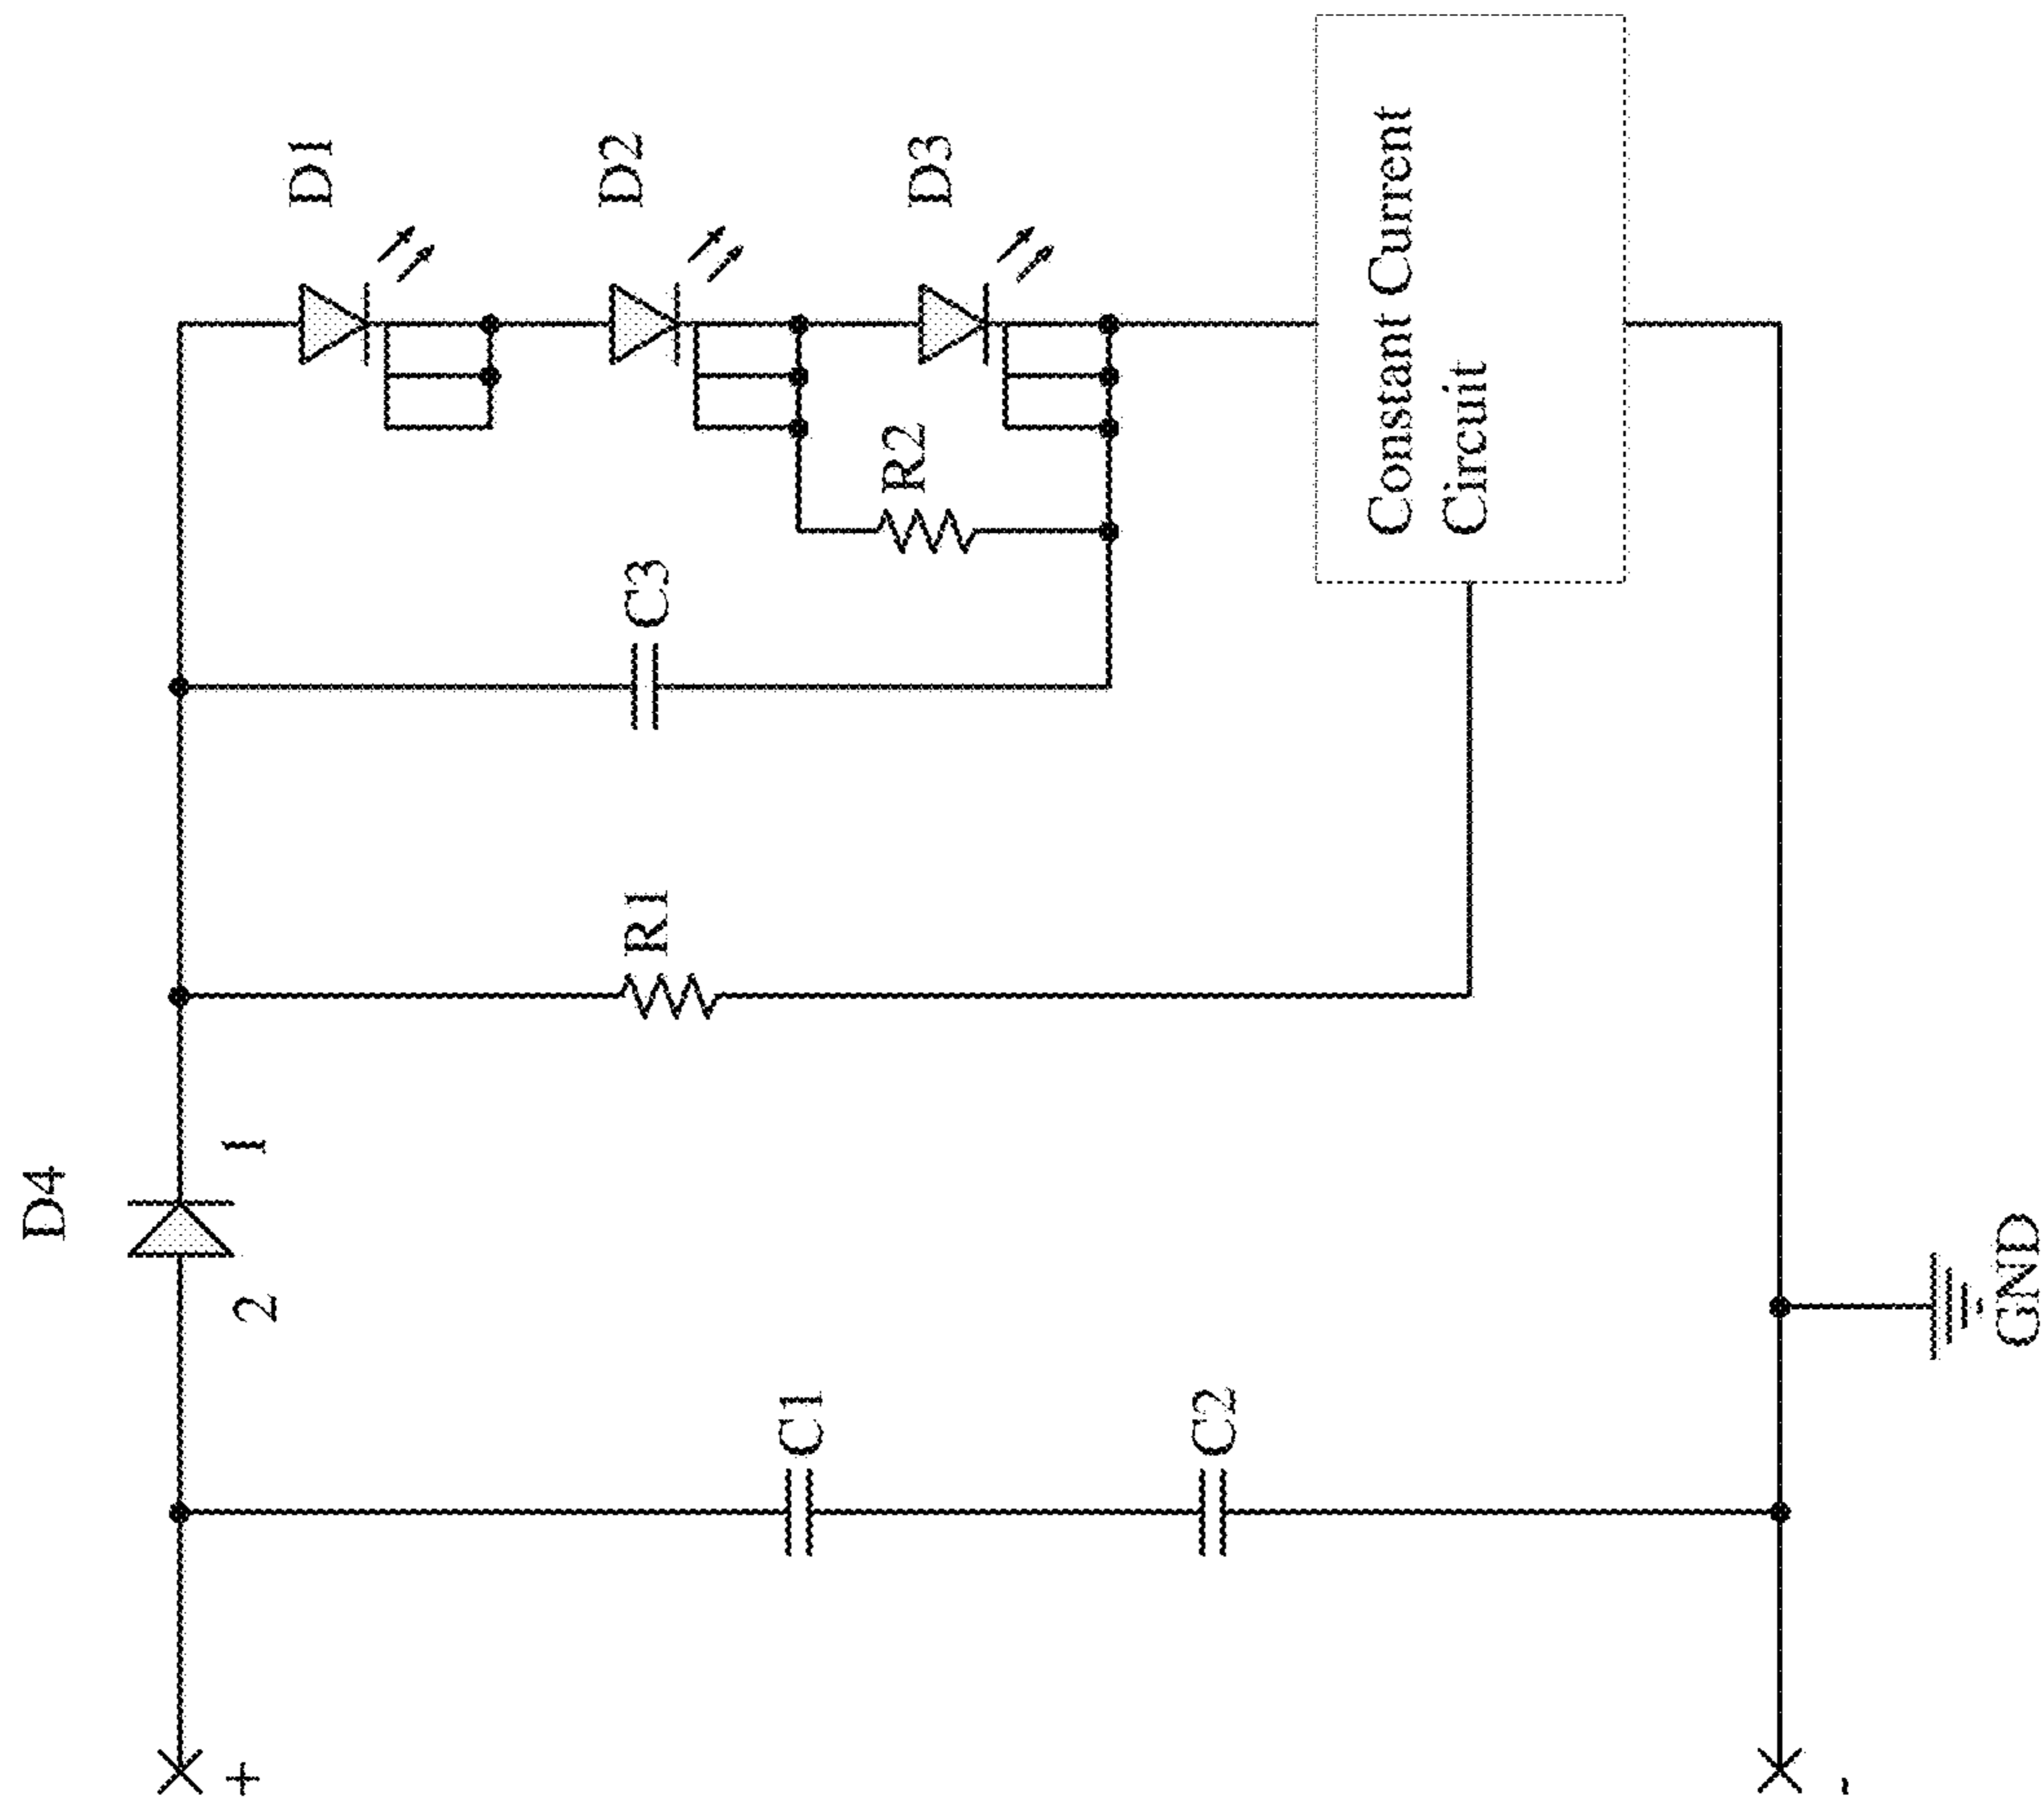 D1
D2
D3
R2
C3
Constant Current
Circuit
R1
D4
1
2
C1
C2
GND
+
-